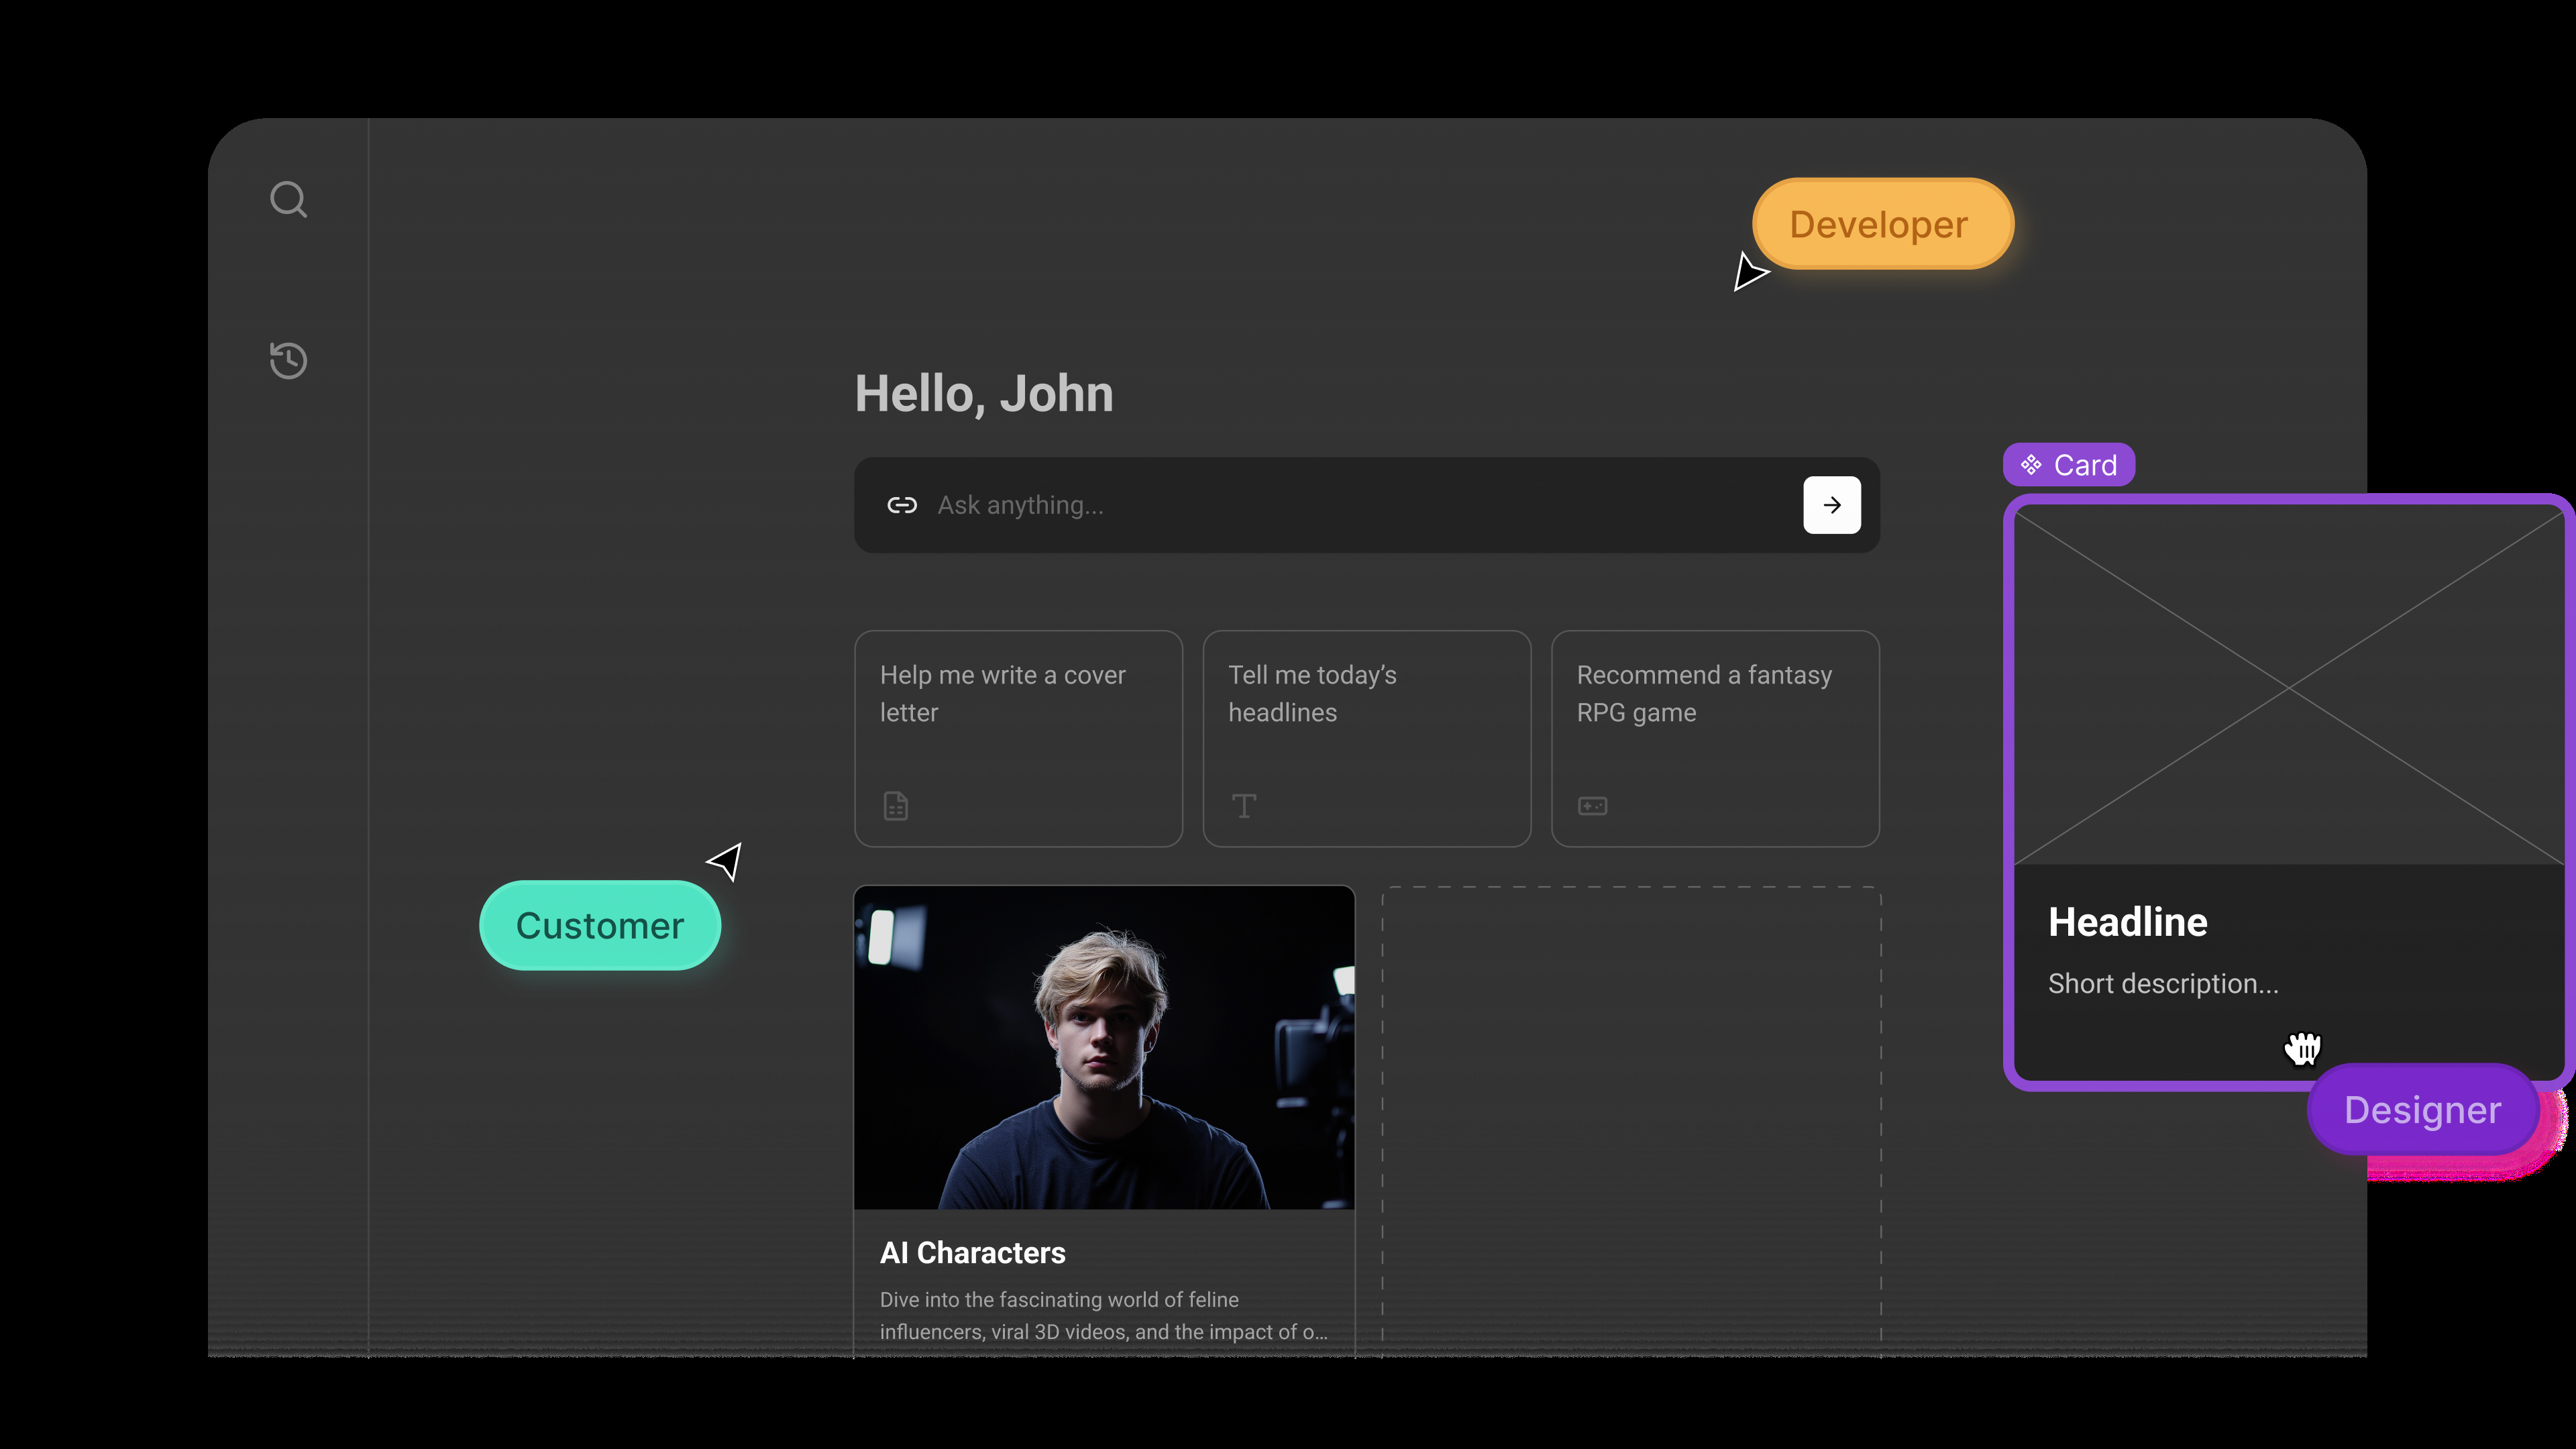 Developer
Hello, John
Card
Ask anything...
Help me write a cover
letter
Tell me today’s
headlines
Recommend a fantasy
RPG game
Customer
Headline
Short description...
Designer
AI Characters
Dive into the fascinating world of feline
influencers, viral 3D videos, and the impact of o...